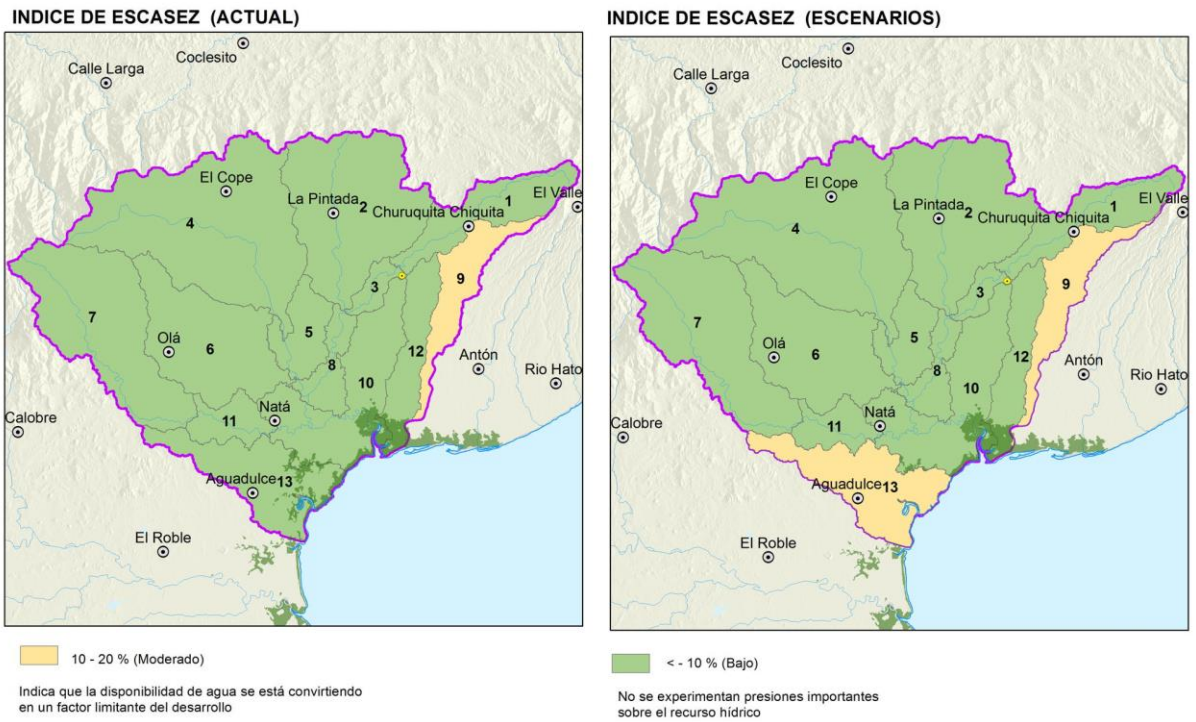 INDICE DE ESCASEZ (ACTUAL)
Coclesito
Calle Larga
El Cope
La Pintada
2
1
El Valle
4
Churuquita Chiquita
9
3
7
5
Olá
6
8
12
Antón
10
Rio Hato
Natá
11
Calobre
Aguadulce
13
El Roble
10 - 20 % (Moderado)
Indica que la disponibilidad de agua se está convirtiendo
en un factor limitante del desarrollo
INDICE DE ESCASEZ (ESCENARIOS)
Coclesito
Calle Larga
El Cope
La Pintada
2
1
El Valle
4
Churuquita Chiquita
9
3
7
5
Olá
6
8
12
Antón
10
Rio Hato
Natá
11
Calobre
Aguadulce
13
El Roble
< - 10 % (Bajo)
No se experimentan presiones importantes
sobre el recurso hídrico